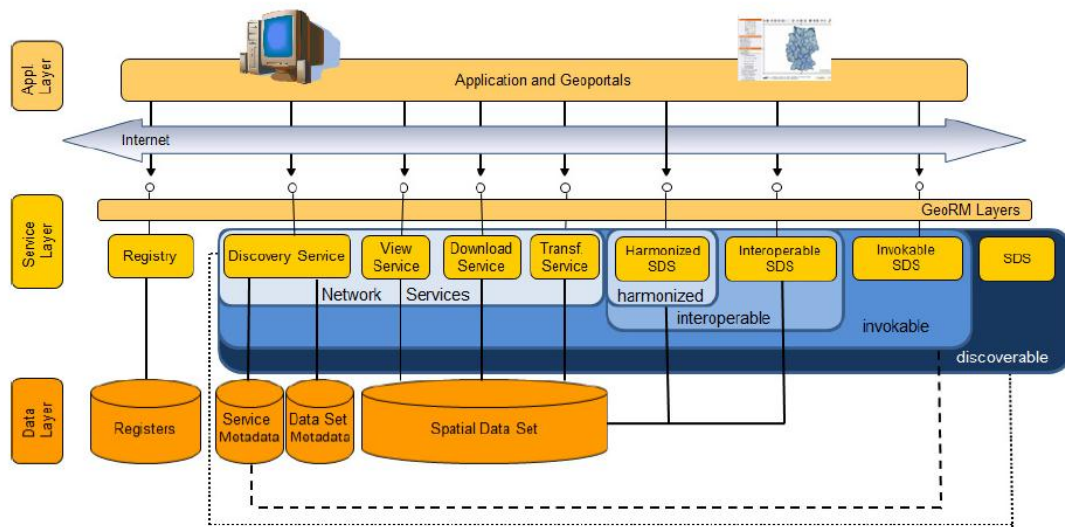 Appl.
Layer
Application and Geoportals
Internet
GeoRM Layers
Service
Layer
Registry
Discovery Service
View
Service
Download
Service
Transf.
Service
Harmonized
SDS
Interoperable
SDS
Invokable
SDS
SDS
Network Services
harmonized
interoperable
invokable
discoverable
Data
Layer
Registers
Service
Metadata
Data Set
Metadata
Spatial Data Set